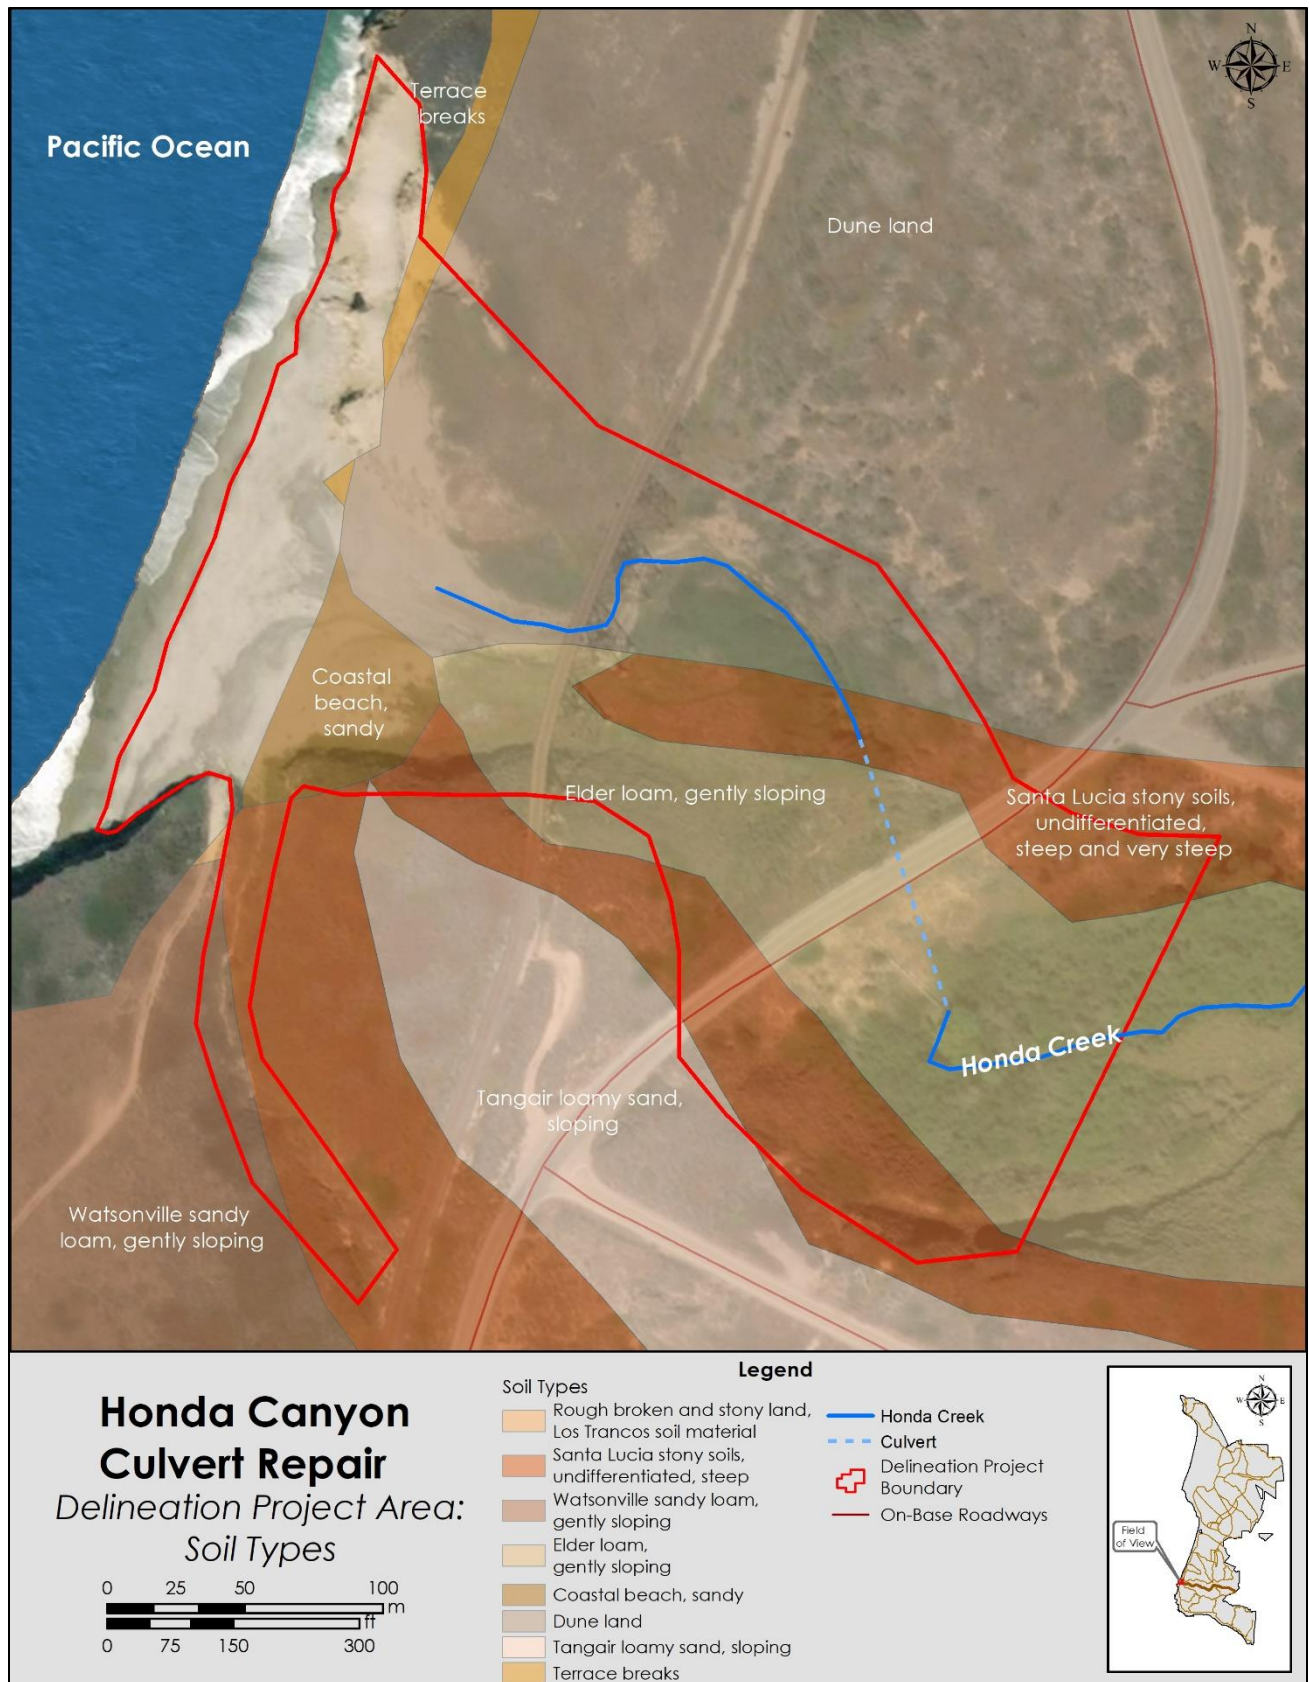 N
W E
S
Terrace
breaks
Pacific Ocean
Dune land
Coastal
beach,
sandy
Elder loam, gently sloping
Santa Lucia stony soils,
undifferentiated,
steep and very steep
Honda Creek
Tangair loamy sand,
sloping
Watsonville sandy
loam, gently sloping
Honda Canyon
Culvert Repair
Delineation Project Area:
Soil Types
0 25 50 100
m
ft
0 75 150 300
Legend
Soil Types
Rough broken and stony land,
Los Trancos soil material
Santa Lucia stony soils,
undifferentiated, steep
Watsonville sandy loam,
gently sloping
Elder loam,
gently sloping
Coastal beach, sandy
Dune land
Tangair loamy sand, sloping
Terrace breaks
Honda Creek
Culvert
Delineation Project
Boundary
On-Base Roadways
N
W E
S
Field
of View